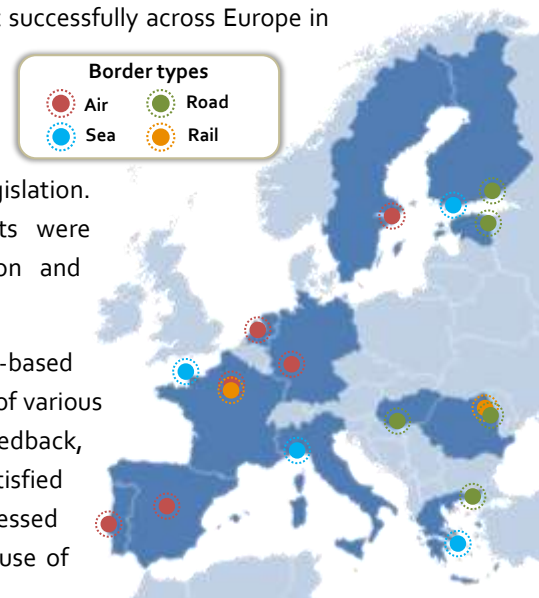 successfully across Europe in
Border types
Air
Road
Sea
Rail
gislation.
ts were
on and
-based
of various
edback,
tisfied
essed
use of